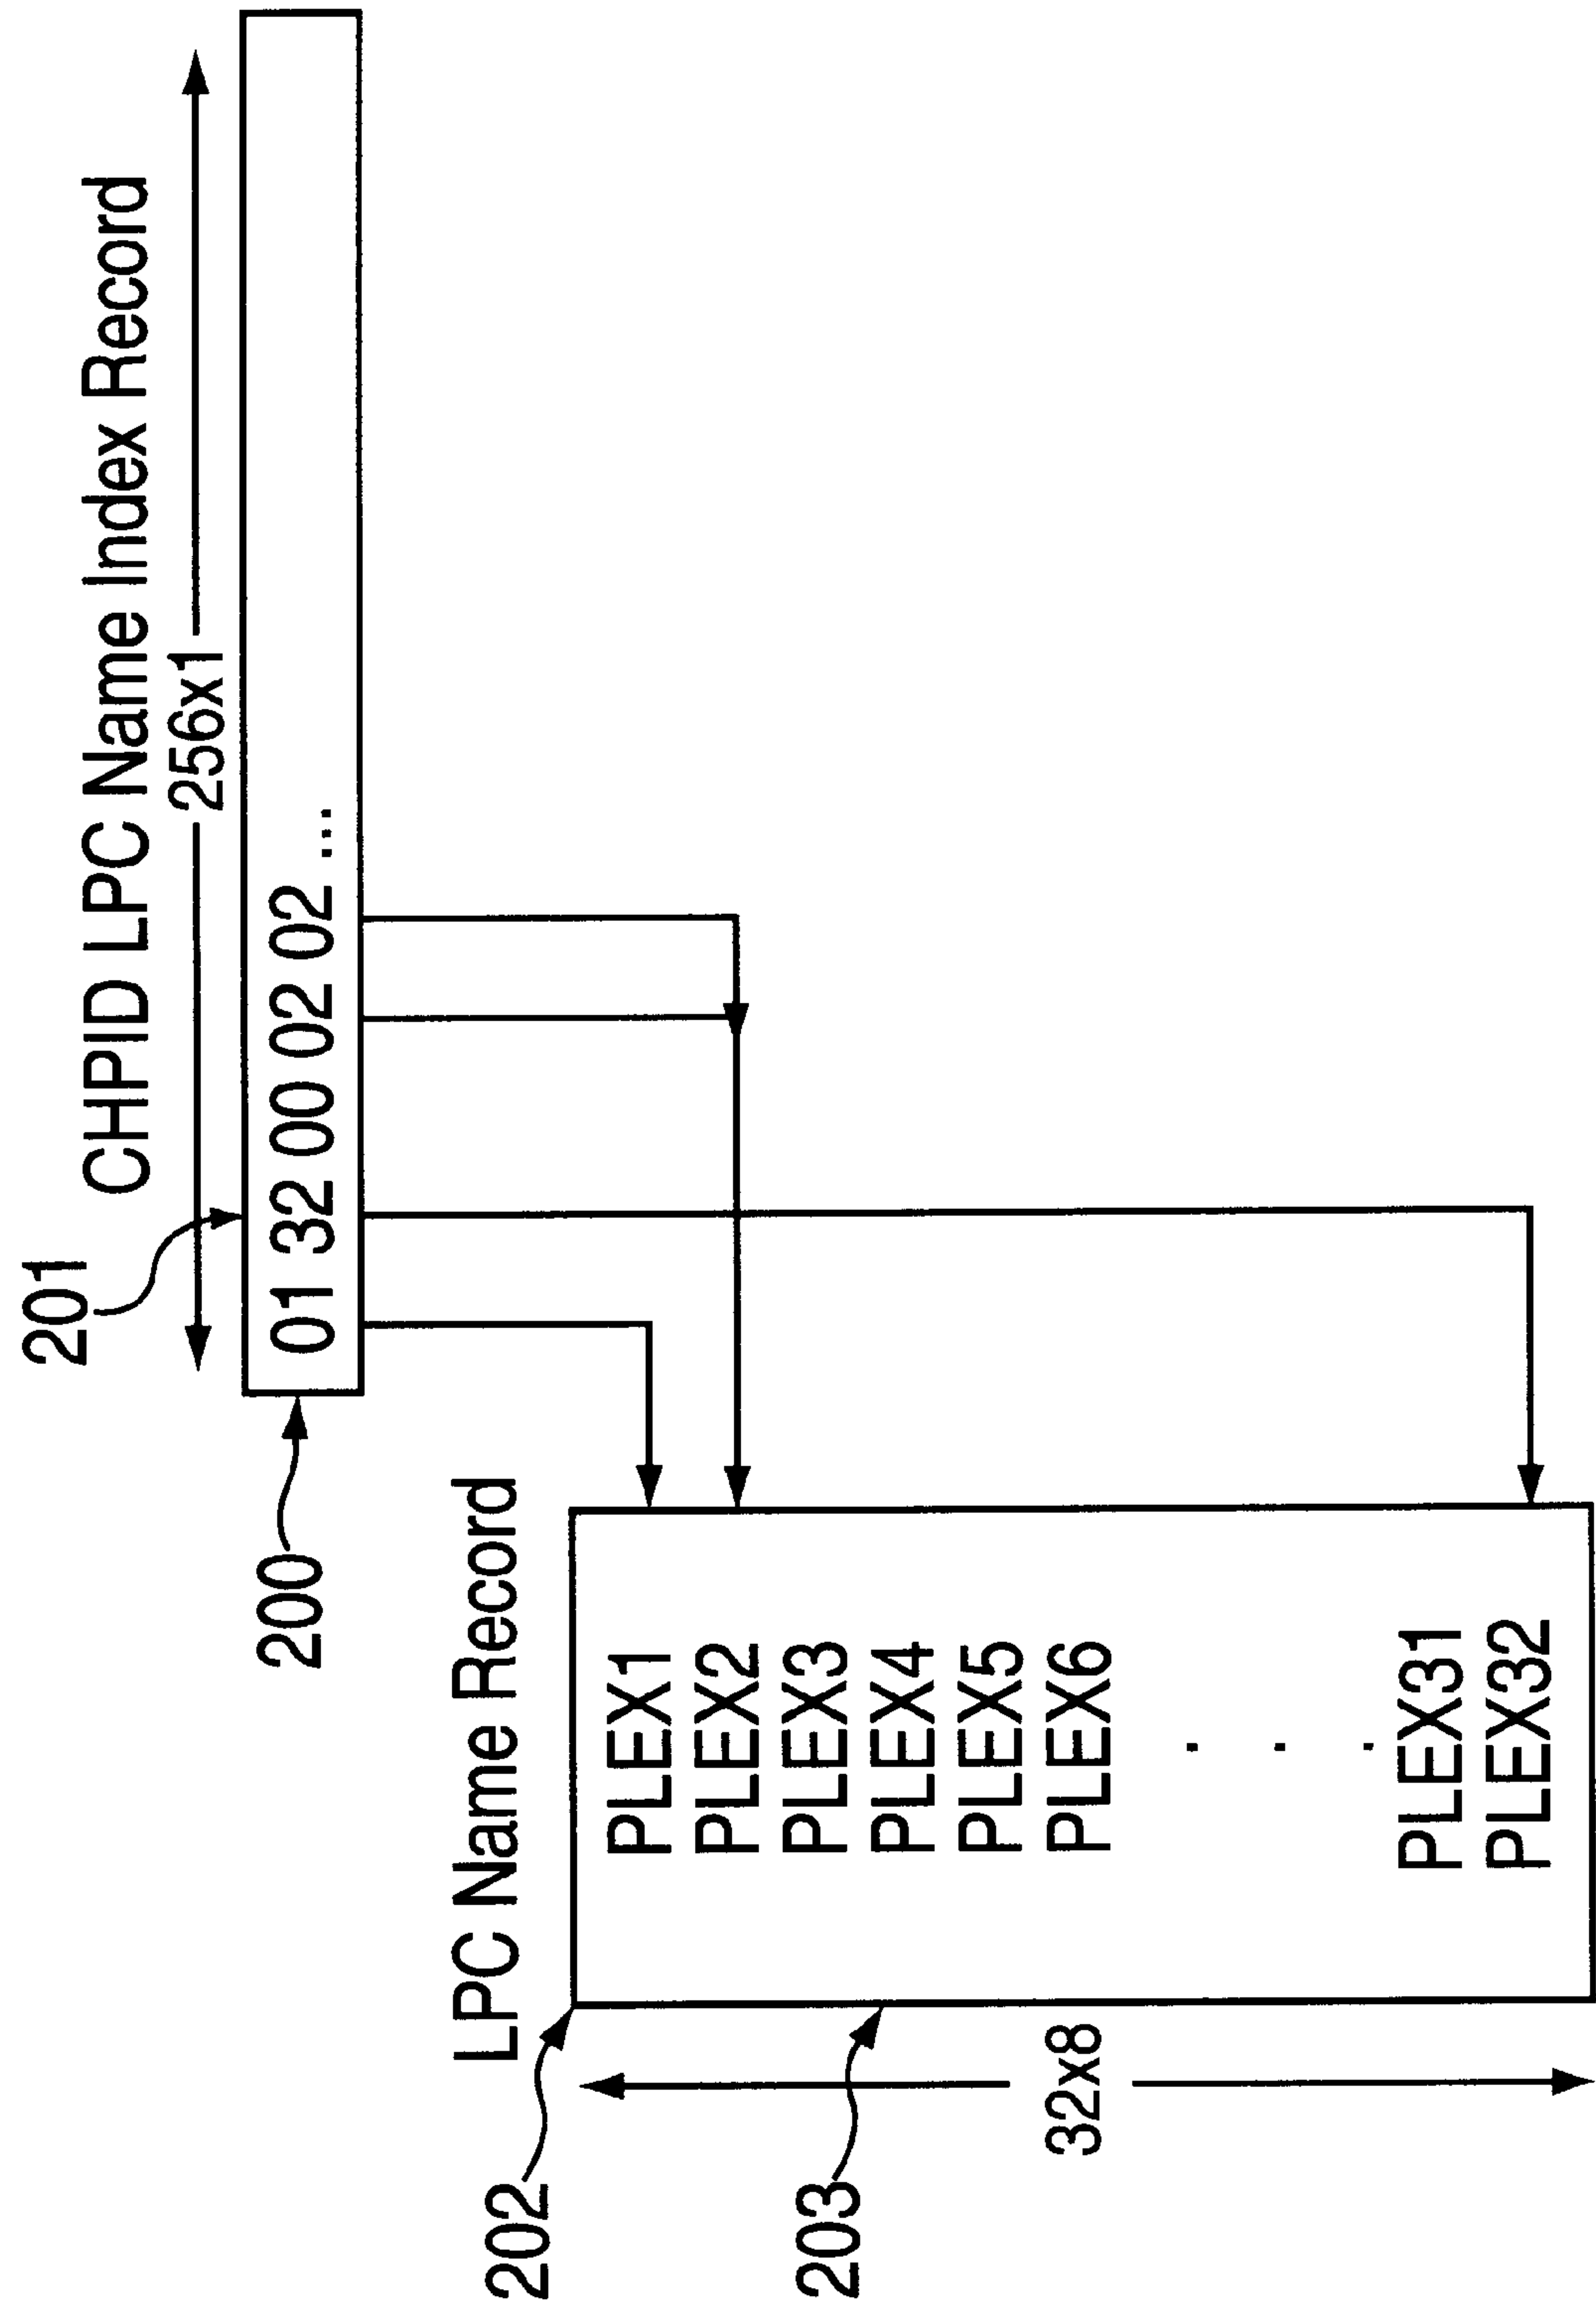 CHPID LPC Name Index Record
201
256x1
200
01 32 00 02 02 ...
LPC Name Record
202
PLEX1
PLEX2
PLEX3
203
PLEX4
PLEX5
PLEX6
32x8
.
.
.
PLEX31
PLEX32